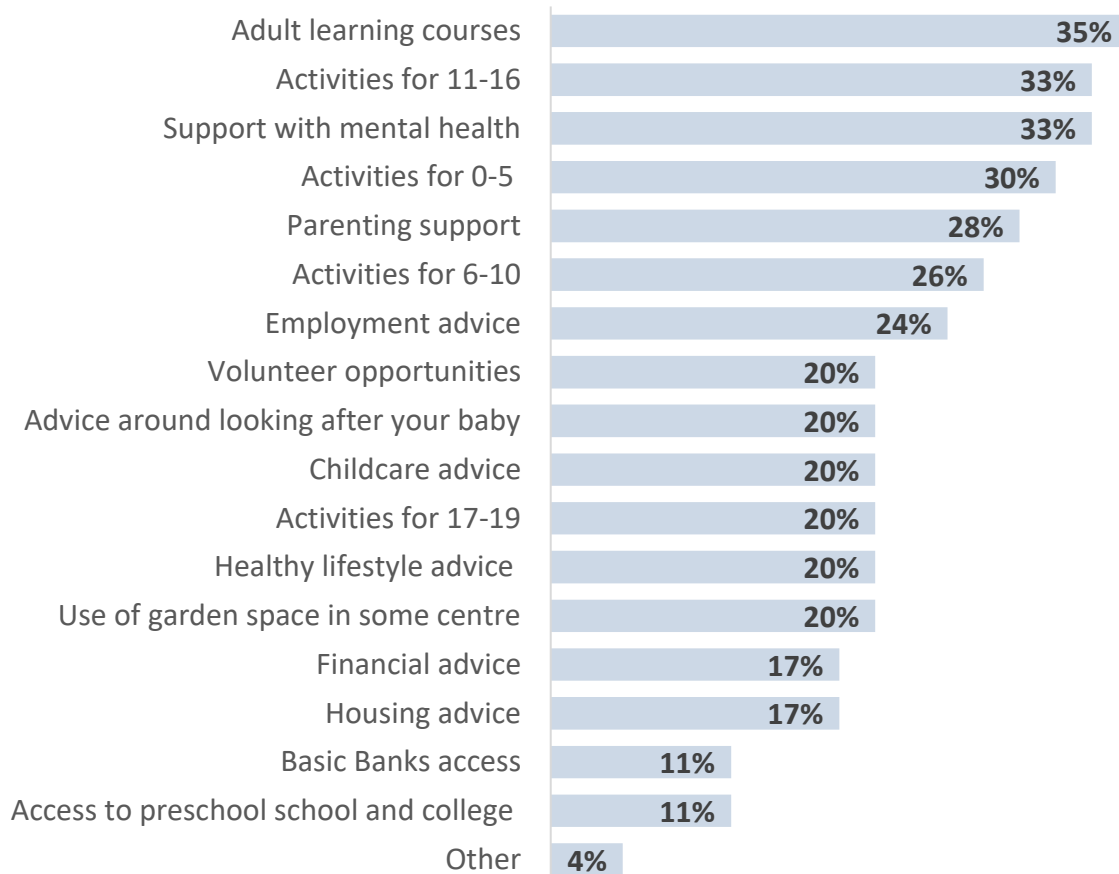 Adult learning courses 35%
Activities for 11-16 33%
Support with mental health 33%
Activities for 0-5 30%
Parenting support 28%
Activities for 6-10 26%
Employment advice 24%
Volunteer opportunities 20%
Advice around looking after your baby 20%
Childcare advice 20%
Activities for 17-19 20%
Healthy lifestyle advice 20%
Use of garden space in some centre 20%
Financial advice 17%
Housing advice 17%
Basic Banks access 11%
Access to preschool school and college 11%
Other 4%